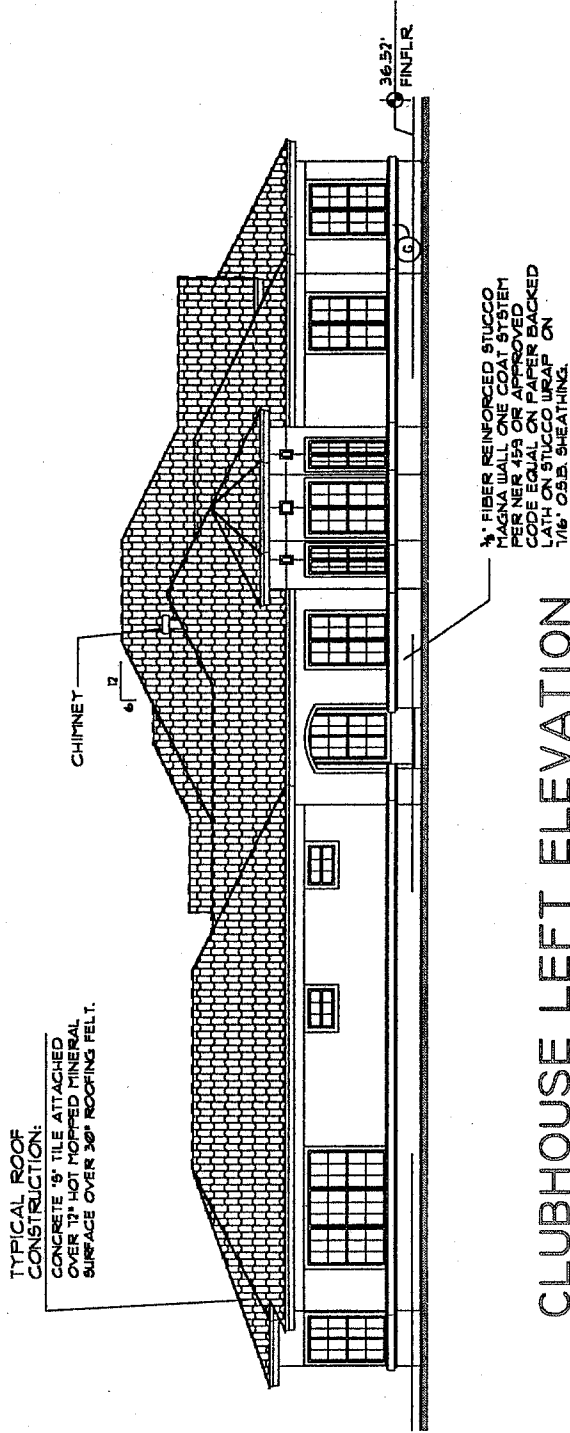 TYPICAL ROOF
CONSTRUCTION:
CONCRETE 'S' TILE ATTACHED
OVER 72# HOT MOPPED MINERAL
SURFACE OVER 30# ROOFING FELT.
CHIMNEY
12
6
36.52'
FIN.FLR.
G
FIBER REINFORCED STUCCO
MAGNA WALL ONE COAT SYSTEM
PER NER 459 OR APPROVED
CODE EQUAL ON PAPER BACKED
LATH ON STUCCO WRAP ON
7/16" O.S.B. SHEATHING.
CLUBHOUSE LEFT ELEVATION